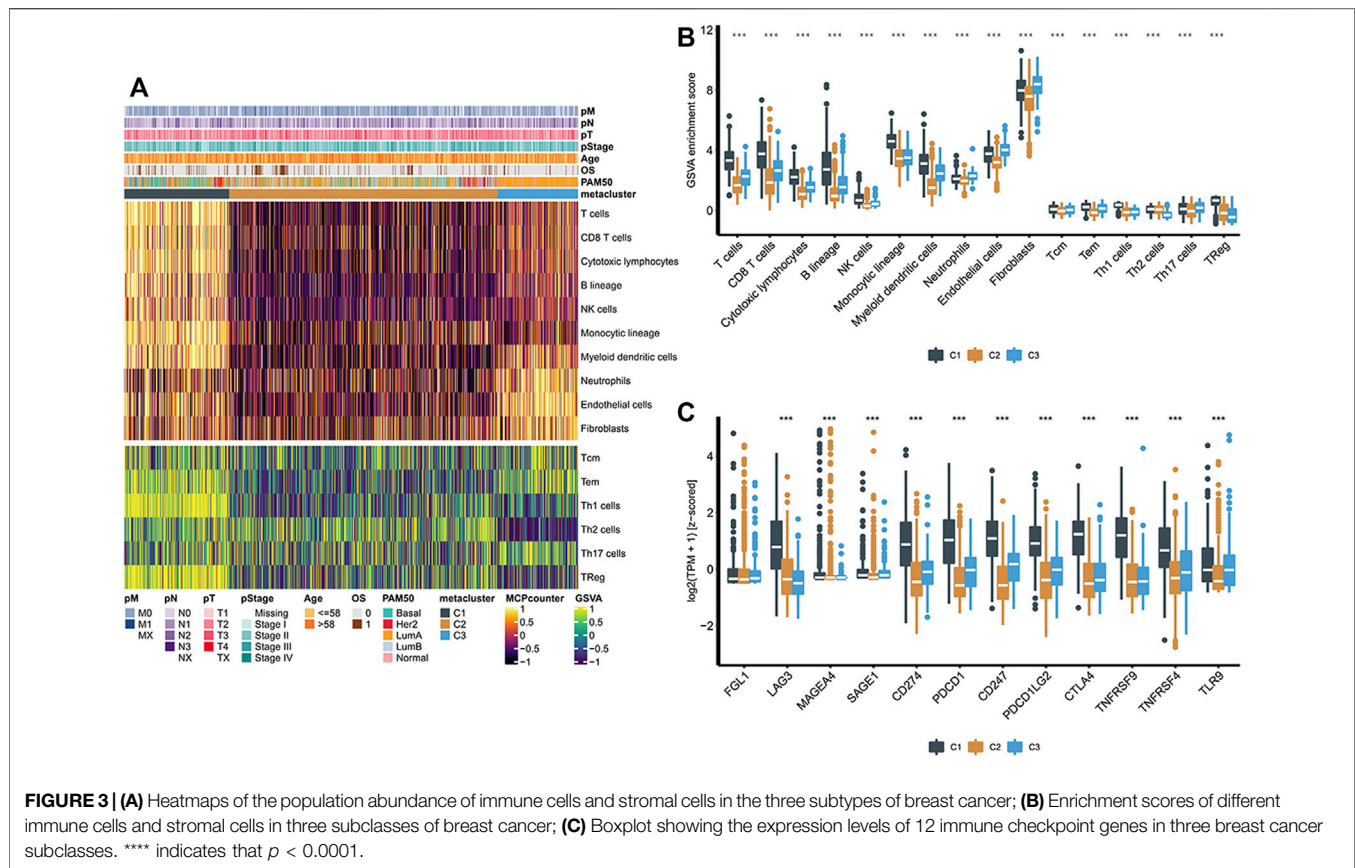 A
pM
pN
pT
pStage
Age
OS
PAM50
metacluster
T cells
CD8 T cells
Cytotoxic lymphocytes
B lineage
NK cells
Monocytic lineage
Myeloid dendritic cells
Neutrophils
Endothelial cells
Fibroblasts
Tcm
Tem
Th1 cells
Th2 cells
Th17 cells
TReg
pM pN pT pStage Age OS PAM50 metacluster MCPcounter GSVA
M0 N0 T1 Missing <=58 0 Basal C1 1 1
M1 N1 T2 Stage I >58 1 Her2 C2 0.5 0.5
MX N2 T3 Stage II LumA C3 0 0
N3 T4 Stage III LumB −0.5 −0.5
NX TX Stage IV Normal −1 −1
B
12
8
4
0
GSVA enrichment score
*** *** *** *** *** *** *** *** *** *** *** *** *** *** *** ***
T cells
CD8 T cells
Cytotoxic lymphocytes
B lineage
NK cells
Monocytic lineage
Myeloid dendritic cells
Neutrophils
Endothelial cells
Fibroblasts
Tcm
Tem
Th1 cells
Th2 cells
Th17 cells
TReg
C1 C2 C3
C
4
2
0
−2
log2(TPM + 1) [z−scored]
*** *** *** *** *** *** *** *** *** *** ***
FGL1
LAG3
MAGEA4
SAGE1
CD274
PDCD1
CD247
PDCD1LG2
CTLA4
TNFRSF9
TNFRSF4
TLR9
C1 C2 C3
FIGURE 3 | (A) Heatmaps of the population abundance of immune cells and stromal cells in the three subtypes of breast cancer; (B) Enrichment scores of different
immune cells and stromal cells in three subclasses of breast cancer; (C) Boxplot showing the expression levels of 12 immune checkpoint genes in three breast cancer
subclasses. **** indicates that p < 0.0001.